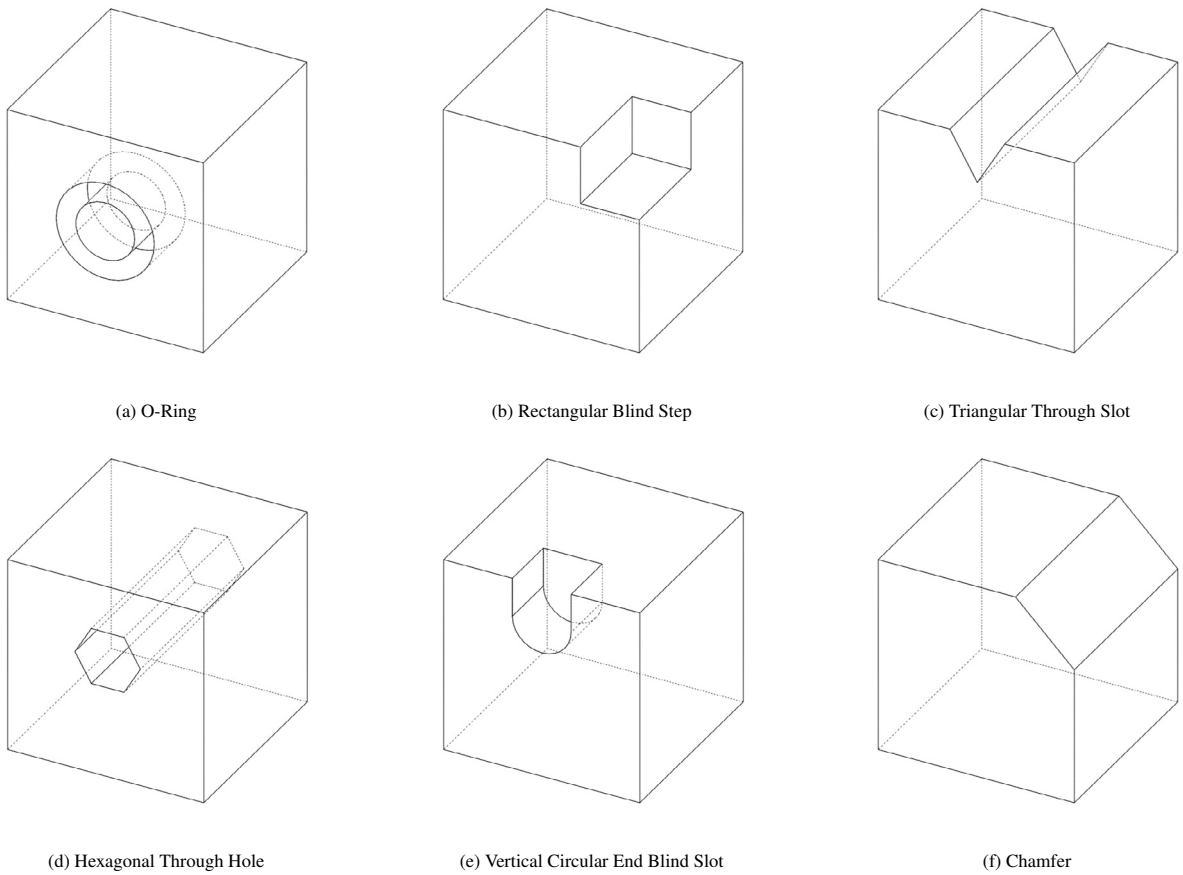 (a) O-Ring
(b) Rectangular Blind Step
(c) Triangular Through Slot
(d) Hexagonal Through Hole
(e) Vertical Circular End Blind Slot
(f) Chamfer